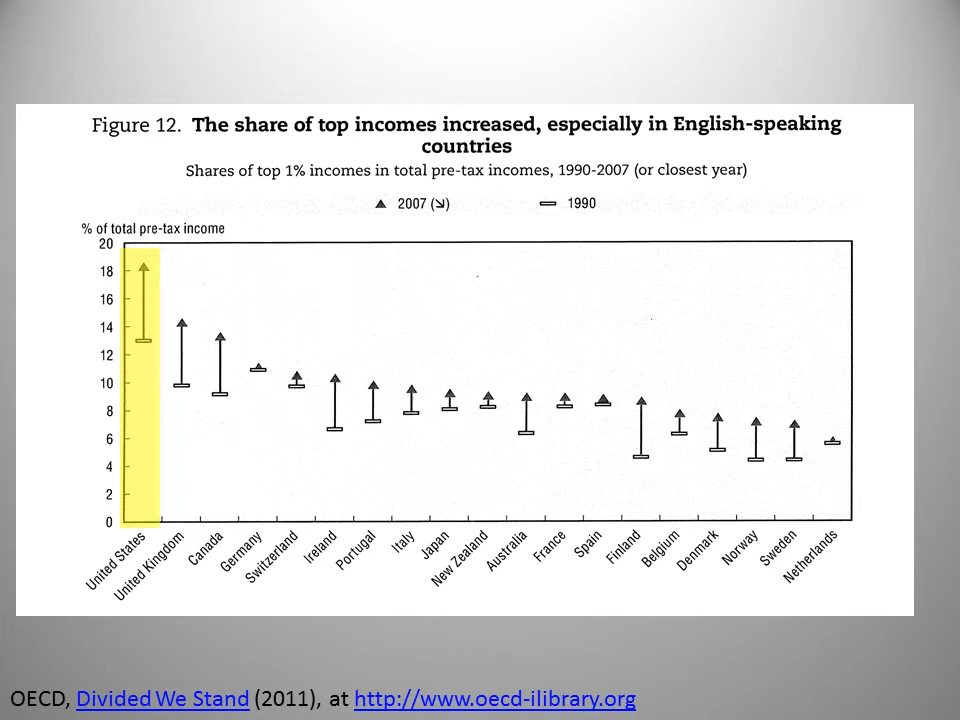 Figure 12. The share of top incomes increased, especially in English-speaking
countries
Shares of top 1% incomes in total pre-tax incomes, 1990-2007 (or closest year)
2007 (↘) 1990
% of total pre-tax income
20
18
16
14
12
10
8
6
4
2
0
United States
United Kingdom
Canada
Germany
Switzerland
Ireland
Portugal
Italy
Japan
New Zealand
Australia
France
Spain
Finland
Belgium
Denmark
Norway
Sweden
Netherlands
OECD, Divided We Stand (2011), at http://www.oecd-ilibrary.org